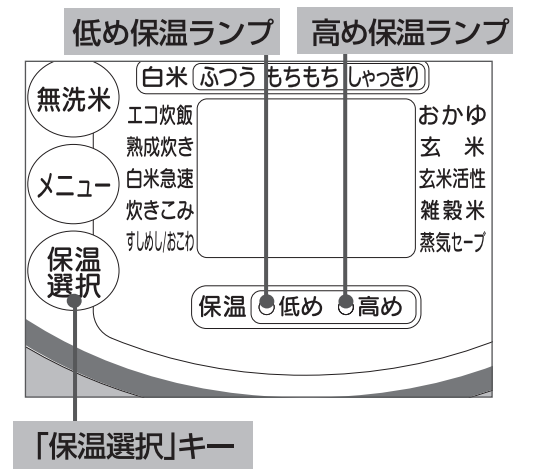 低め保温ランプ
高め保温ランプ
白米 ふつう もちもち しゃっきり
無洗米
エコ炊飯
熟成炊き
白米急速
炊きこみ
すしめし/おこわ
おかゆ
玄 米
玄米活性
雑穀米
蒸気セーブ
メニュー
保温
選択
保温 低め 高め
「保温選択」キー